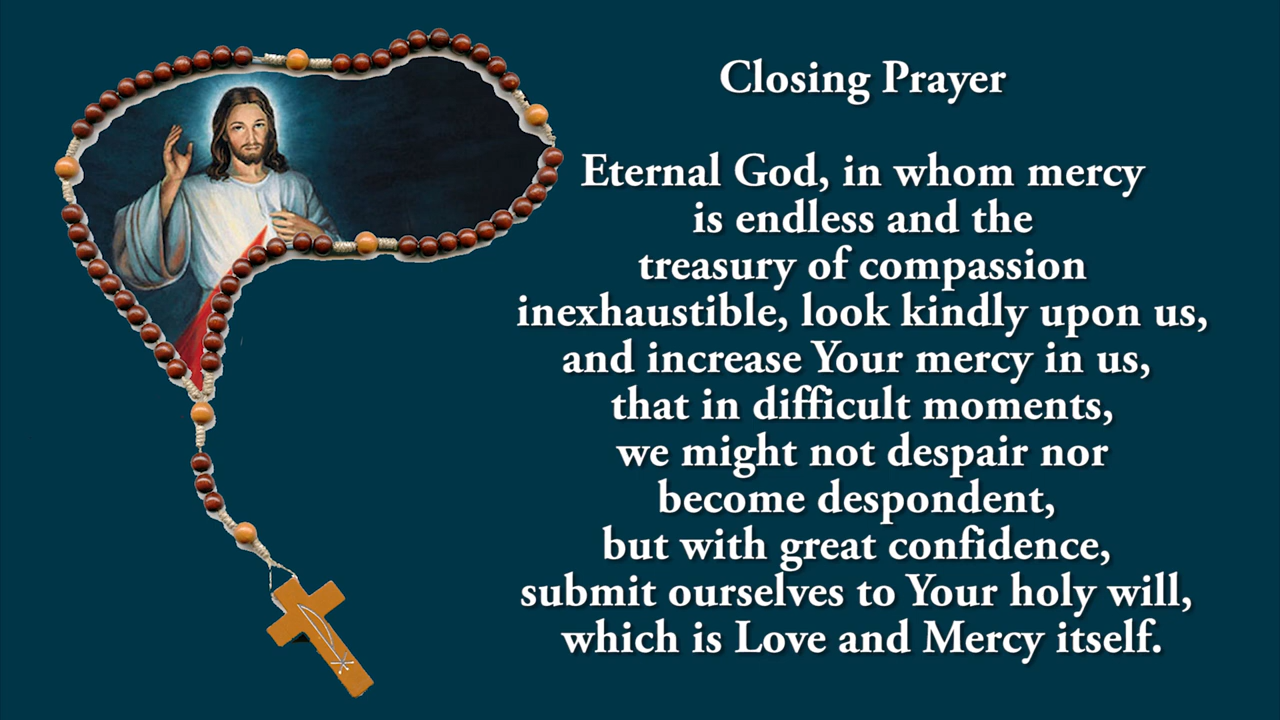 Closing Prayer
Eternal God, in whom mercy
is endless and the
treasury of compassion
inexhaustible, look kindly upon us,
and increase Your mercy in us,
that in difficult moments,
we might not despair nor
become despondent,
but with great confidence,
submit ourselves to Your holy will,
which is Love and Mercy itself.